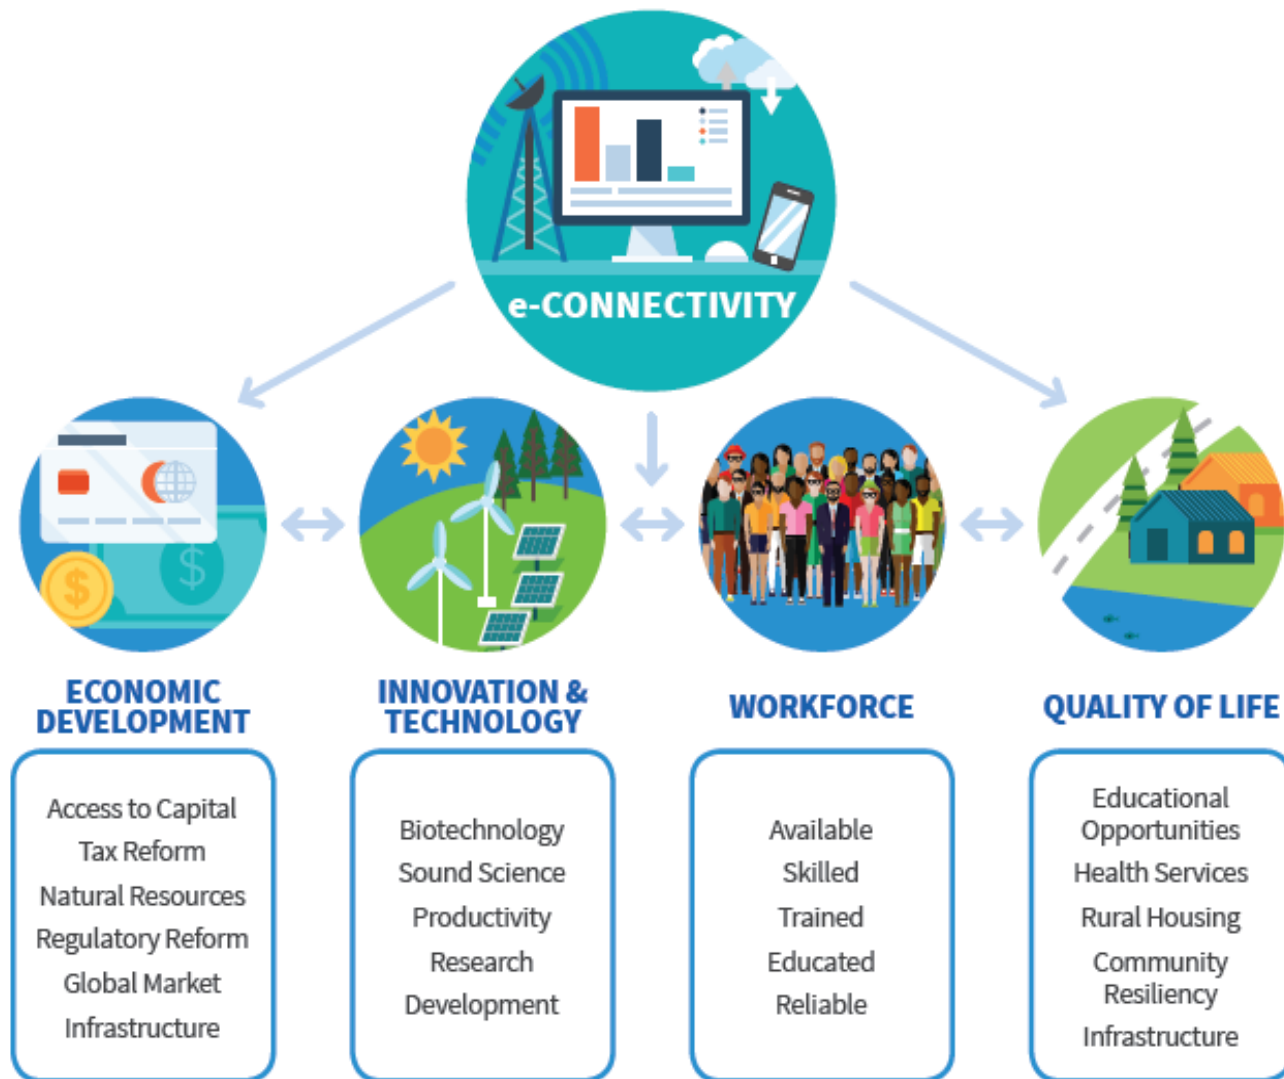 e-CONNECTIVITY
ECONOMIC
DEVELOPMENT
Access to Capital
Tax Reform
Natural Resources
Regulatory Reform
Global Market
Infrastructure
INNOVATION &
TECHNOLOGY
Biotechnology
Sound Science
Productivity
Research
Development
WORKFORCE
Available
Skilled
Trained
Educated
Reliable
QUALITY OF LIFE
Educational
Opportunities
Health Services
Rural Housing
Community
Resiliency
Infrastructure